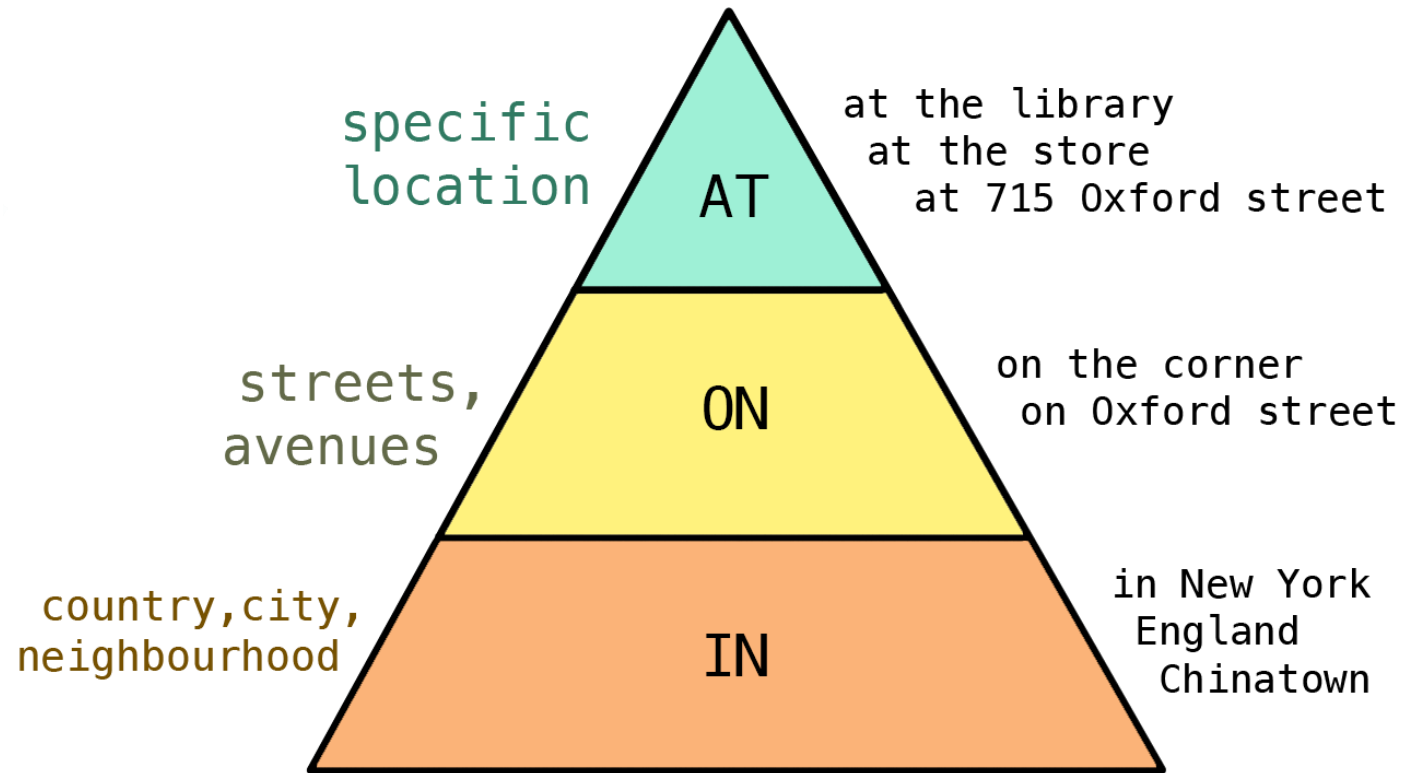 specific
location
AT
at the library
at the store
at 715 Oxford street
streets,
avenues
ON
on the corner
on Oxford street
country,city,
neighbourhood
IN
in New York
England
Chinatown